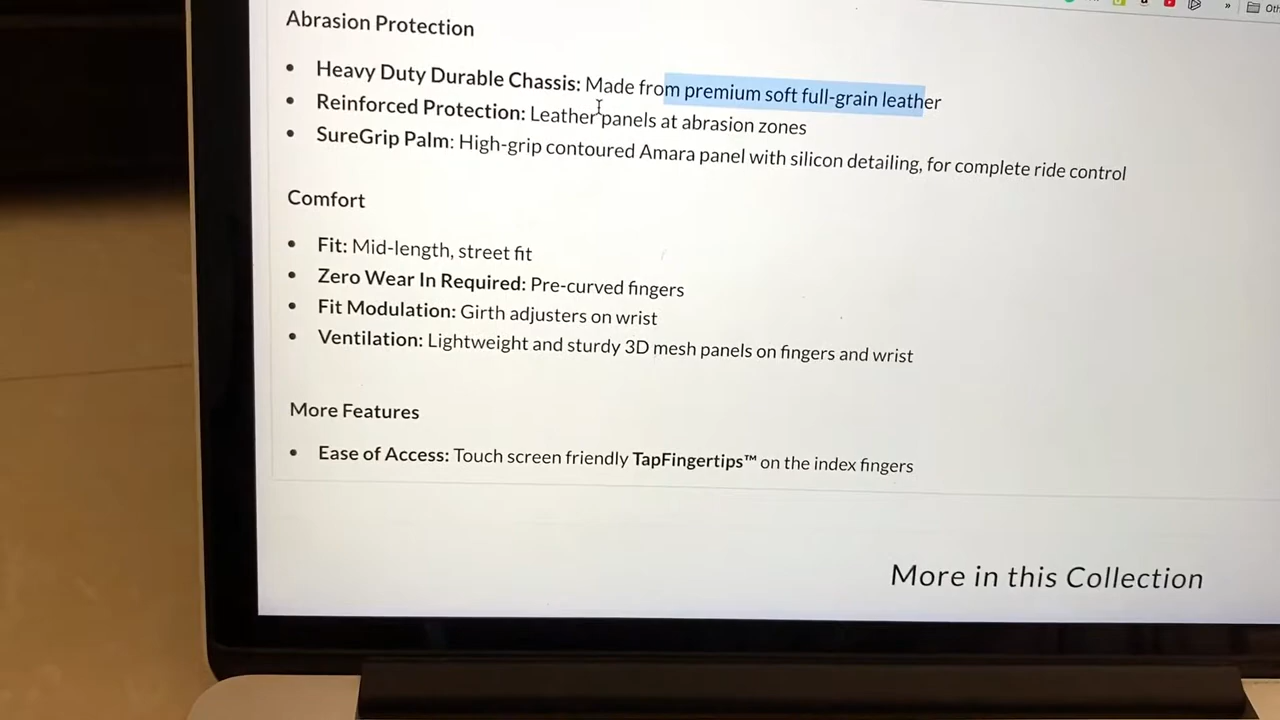 Abrasion Protection
• Heavy Duty Durable Chassis: Made from premium soft full-grain leather
• Reinforced Protection: Leather panels at abrasion zones
• SureGrip Palm: High-grip contoured Amara panel with silicon detailing, for complete ride control
Comfort
• Fit: Mid-length, street fit
• Zero Wear In Required: Pre-curved fingers
• Fit Modulation: Girth adjusters on wrist
• Ventilation: Lightweight and sturdy 3D mesh panels on fingers and wrist
More Features
• Ease of Access: Touch screen friendly TapFingertips™ on the index fingers
More in this Collection